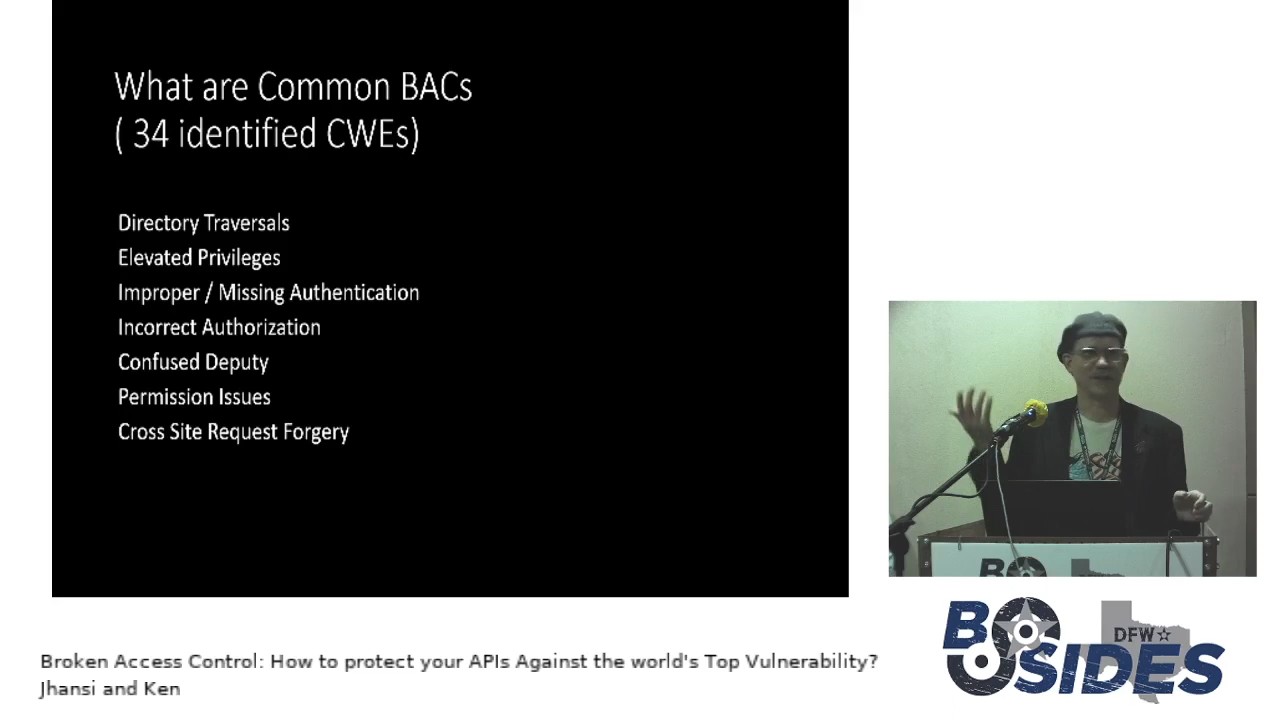 What are Common BACs
( 34 identified CWEs)
Directory Traversals
Elevated Privileges
Improper / Missing Authentication
Incorrect Authorization
Confused Deputy
Permission Issues
Cross Site Request Forgery
Broken Access Control: How to protect your APIs Against the world's Top Vulnerability?
Jhansi and Ken
BSIDES
DFW